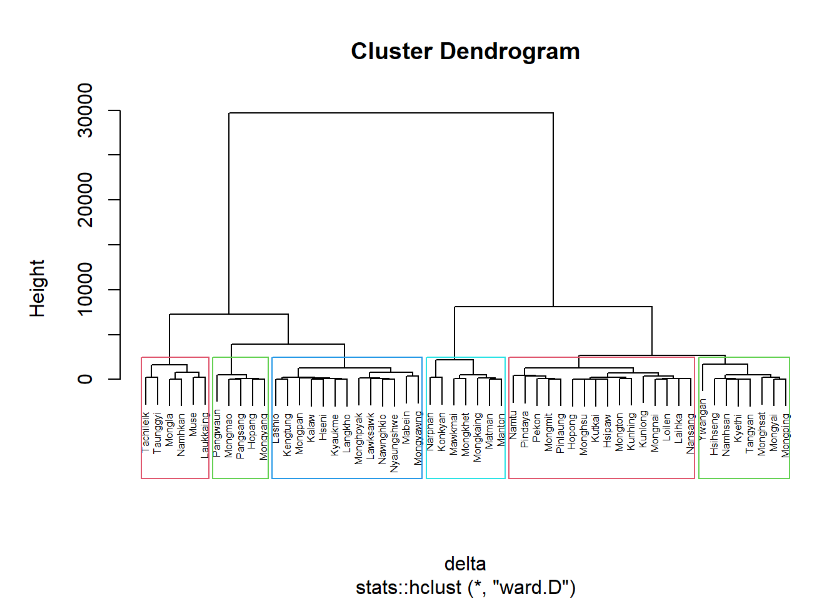 Cluster Dendrogram
Height
0
10000
20000
30000
Tachileik
Taunggyi
Mongla
Namhkan
Muse
Laukkaing
Pangwaun
Mongmao
Pangsang
Hopang
Mongyang
Lashio
Kengtung
Mongpan
Kalaw
Hseni
Kyaukme
Langkho
Monghpyak
Lawksawk
Nawnghkio
Nyaungshwe
Mabein
Mongyawng
Narphan
Konkyan
Mawkmai
Mongkhet
Mongkaing
Matman
Manton
Namtu
Pindaya
Pekon
Mongmit
Pinlaung
Hopong
Monghsu
Kutkai
Hsipaw
Mongton
Kunhing
Kunlong
Mongnai
Loilen
Laihka
Nansang
Ywangan
Hsihseng
Namhsan
Kyethi
Tangyan
Monghsat
Mongyai
Mongping
delta
stats::hclust (*, "ward.D")